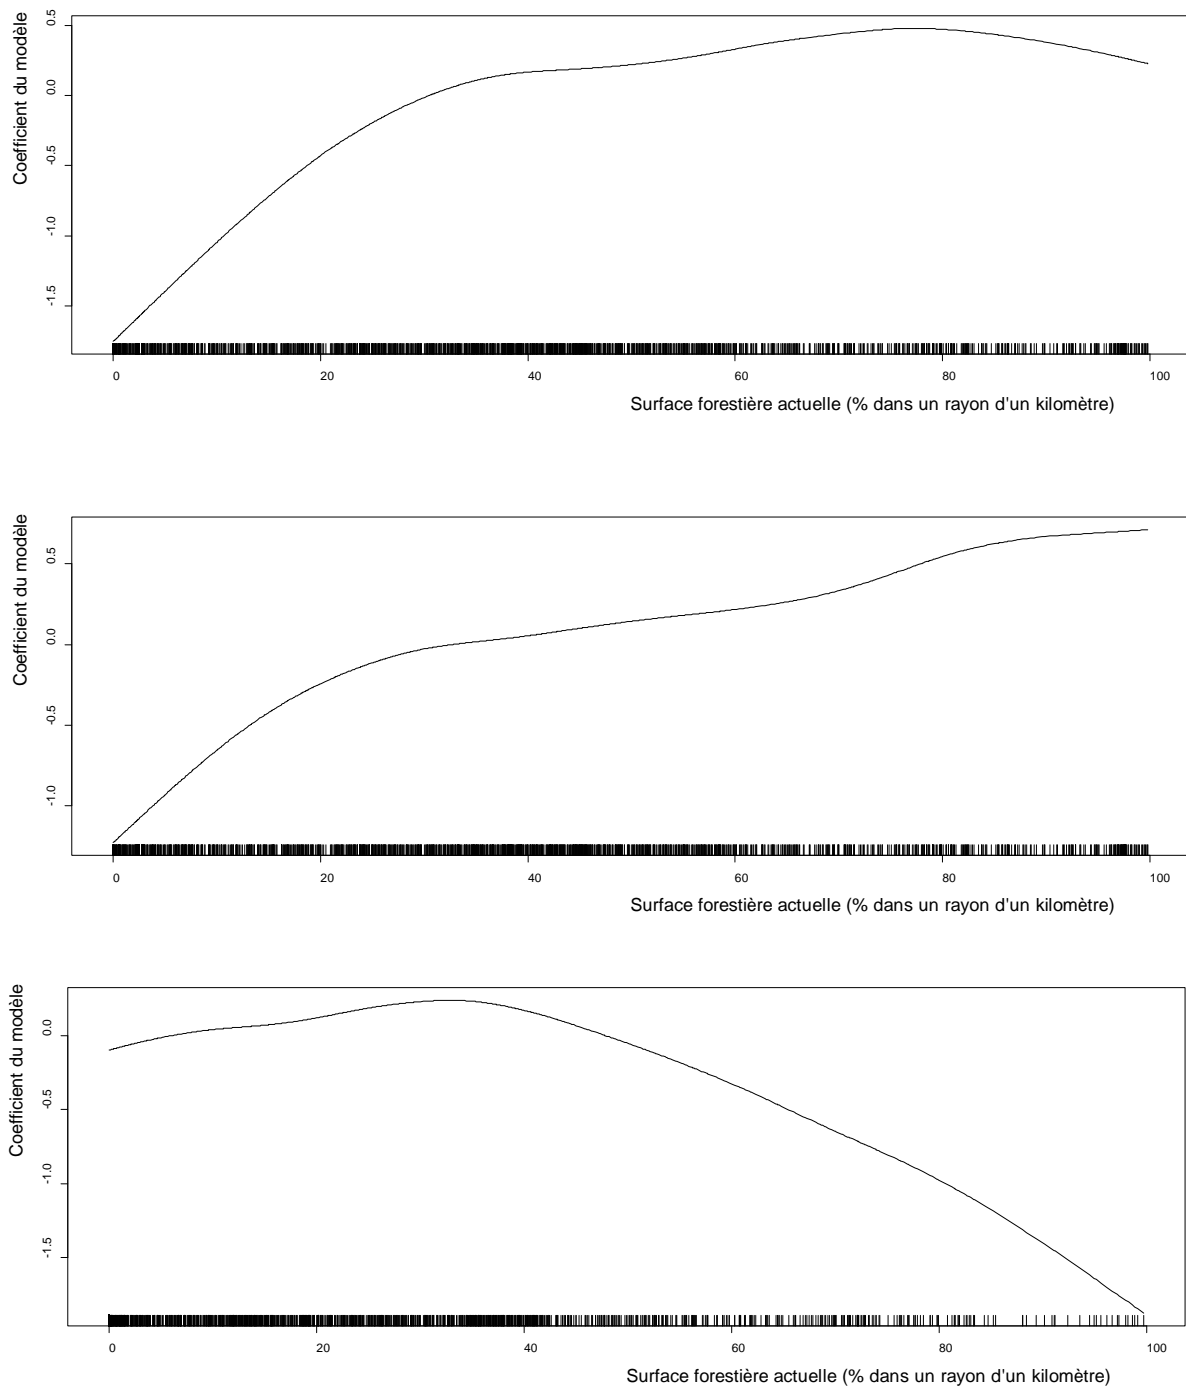 Coefficient du modèle
0.5
0.0
-0.5
-1.0
-1.5
0 20 40 60 80 100
Surface forestière actuelle (% dans un rayon d'un kilomètre)
Coefficient du modèle
0.5
0.0
-0.5
-1.0
0 20 40 60 80 100
Surface forestière actuelle (% dans un rayon d'un kilomètre)
Coefficient du modèle
0.0
-0.5
-1.0
-1.5
0 20 40 60 80 100
Surface forestière actuelle (% dans un rayon d'un kilomètre)